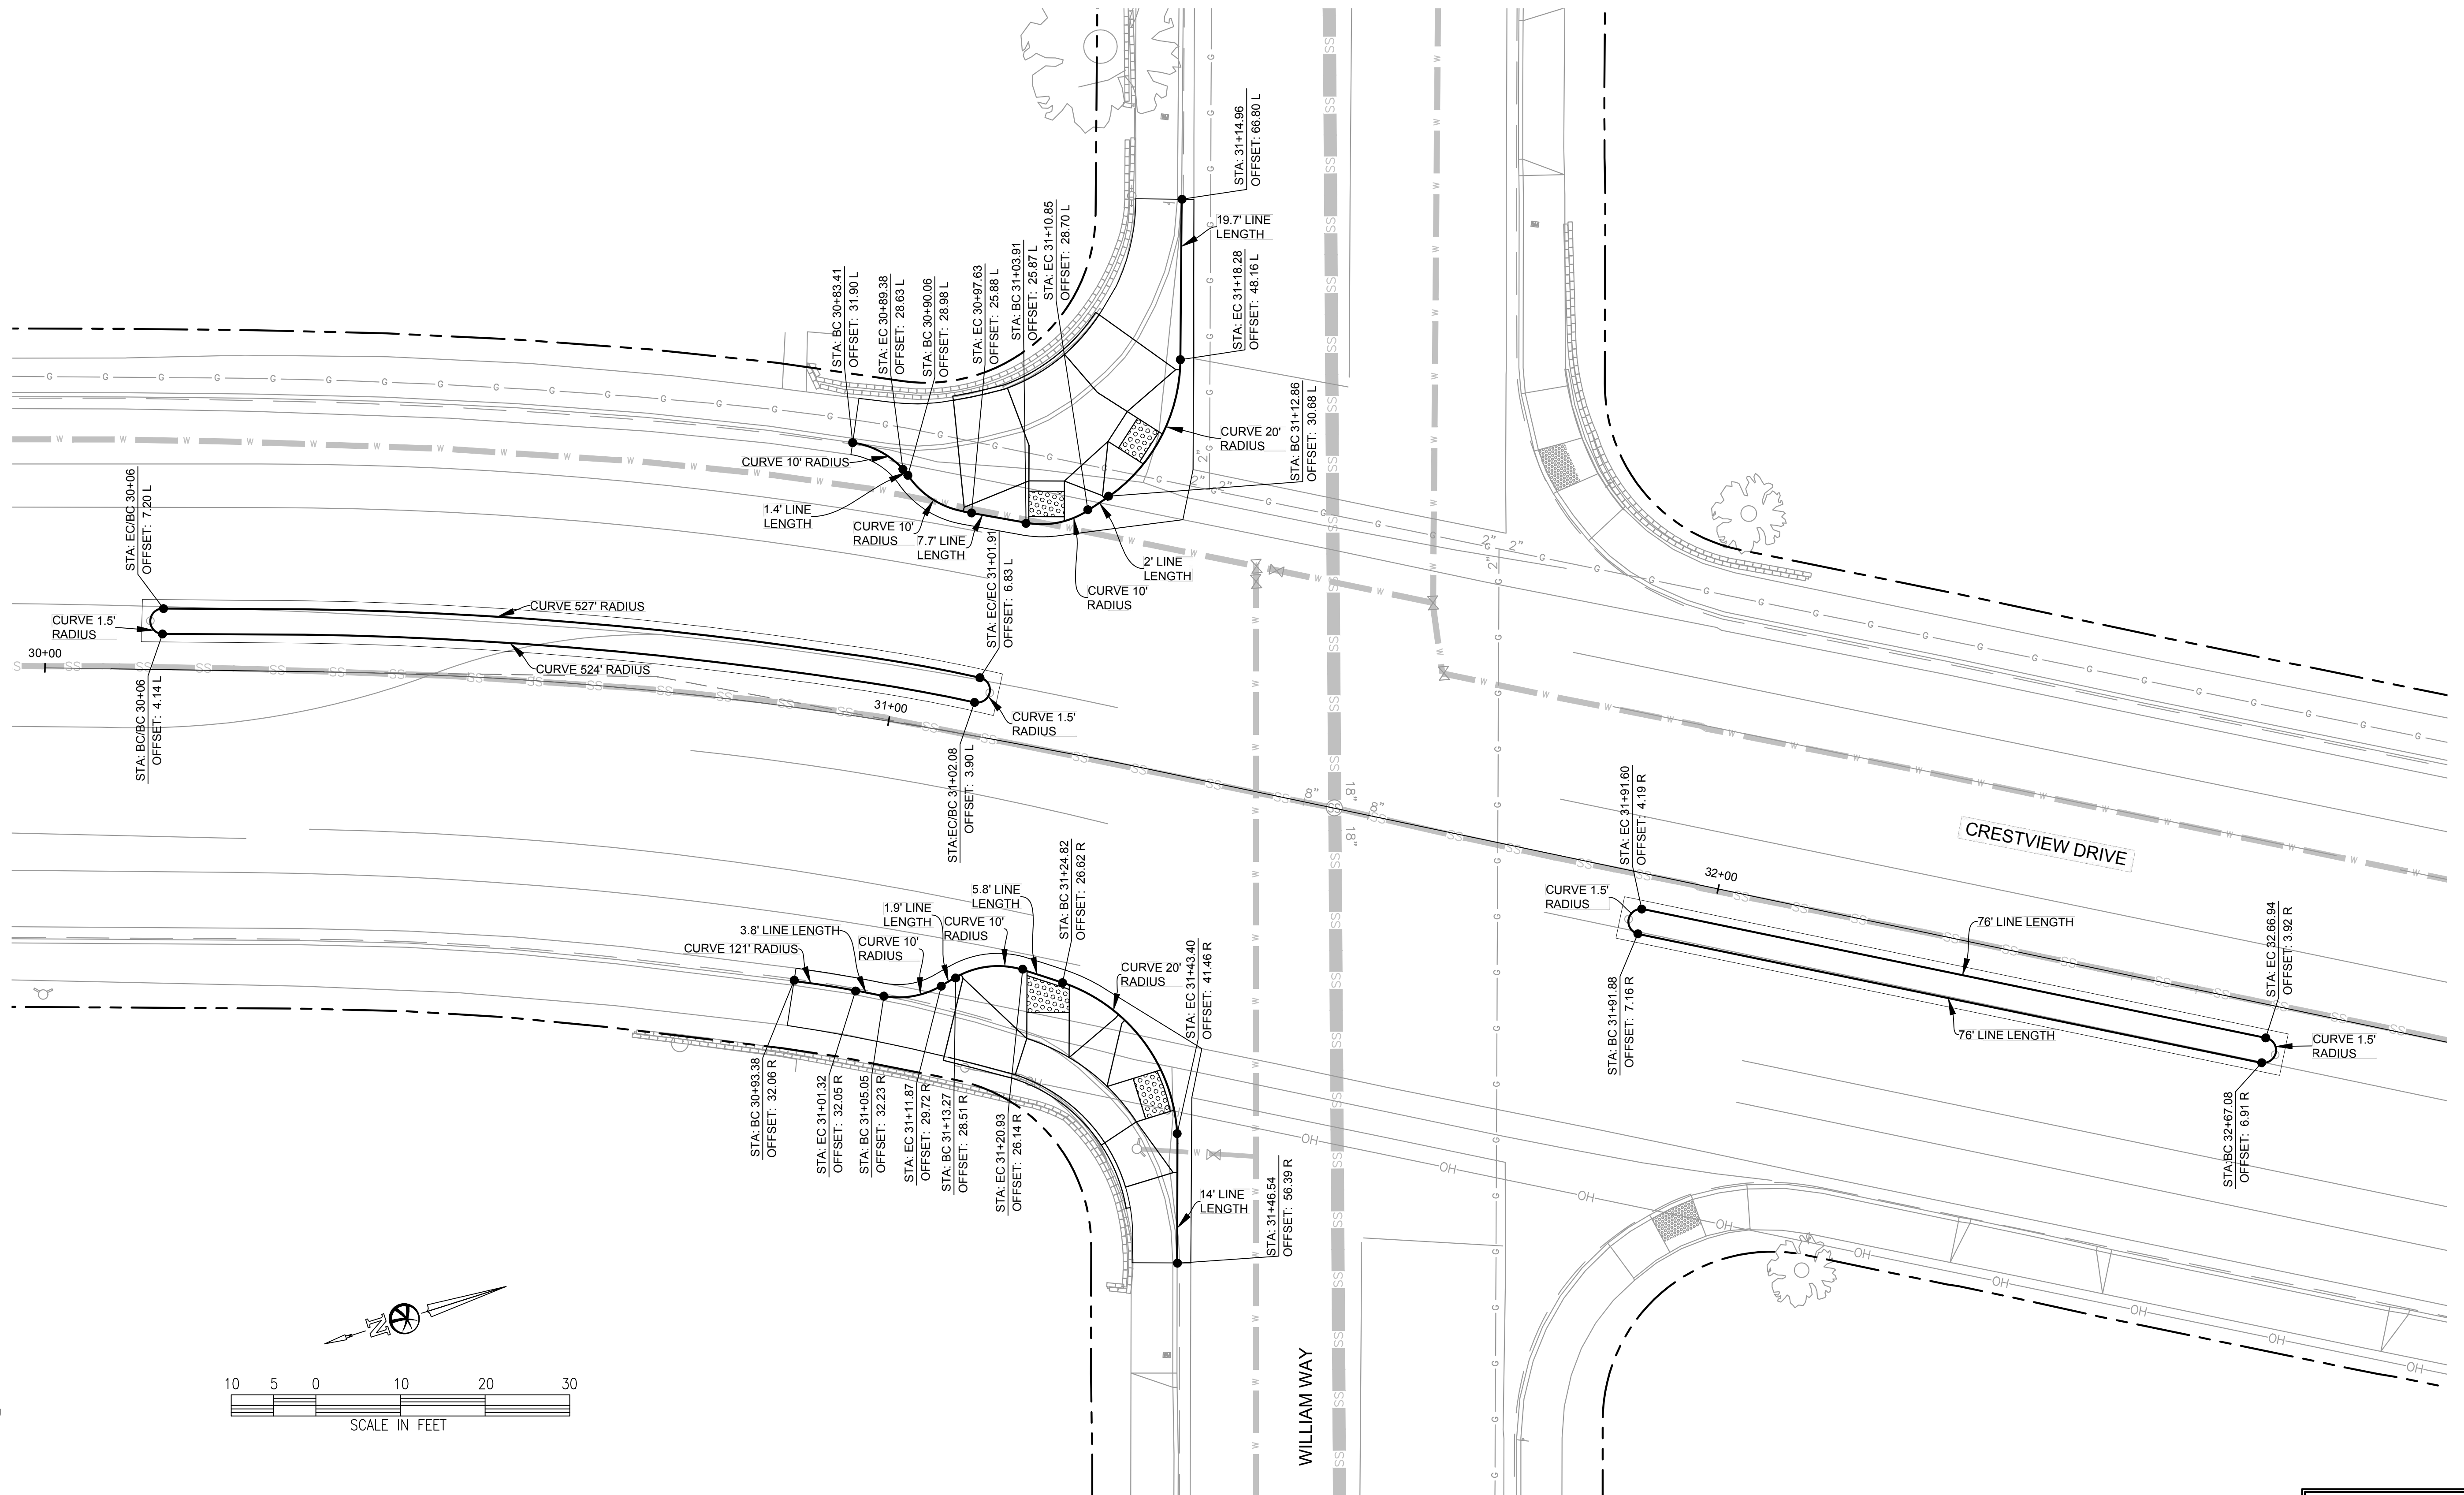 STA: 31+14.96
OFFSET: 66.80 L
19.7' LINE
LENGTH
STA: EC 31+18.28
OFFSET: 48.16 L
STA: EC 31+10.85
OFFSET: 28.70 L
STA: BC 31+03.91
OFFSET: 25.87 L
STA: EC 30+97.63
OFFSET: 25.88 L
STA: BC 30+90.06
OFFSET: 28.98 L
STA: EC 30+89.38
OFFSET: 28.63 L
STA: BC 30+83.41
OFFSET: 31.90 L
STA: BC 31+12.86
OFFSET: 30.68 L
CURVE 20'
RADIUS
CURVE 10' RADIUS
1.4' LINE
LENGTH
CURVE 10'
RADIUS
7.7' LINE
LENGTH
2' LINE
LENGTH
CURVE 10'
RADIUS
2"
2"
2"
2"
2"
2"
STA: EC/BC 30+06
OFFSET: 7.20 L
CURVE 1.5'
RADIUS
CURVE 527' RADIUS
STA: EC/EC 31+01.91
OFFSET: 6.83 L
30+00
CURVE 524' RADIUS
STA: BC/BC 30+06
OFFSET: 4.14 L
31+00
CURVE 1.5'
RADIUS
STA:EC/BC 31+02.08
OFFSET: 3.90 L
8"
18"
8"
18"
CRESTVIEW DRIVE
STA: EC 31+91.60
OFFSET: 4.19 R
32+00
CURVE 1.5'
RADIUS
76' LINE LENGTH
STA: EC 32.66.94
OFFSET: 3.92 R
STA: BC 31+91.88
OFFSET: 7.16 R
76' LINE LENGTH
CURVE 1.5'
RADIUS
STA:BC 32+67.08
OFFSET: 6.91 R
5.8' LINE
LENGTH
STA: BC 31+24.82
OFFSET: 26.62 R
1.9' LINE
LENGTH
CURVE 10'
RADIUS
3.8' LINE LENGTH
CURVE 10'
RADIUS
CURVE 121' RADIUS
CURVE 20'
RADIUS
STA: EC 31+43.40
OFFSET: 41.46 R
STA: BC 30+93.38
OFFSET: 32.06 R
STA: EC 31+01.32
OFFSET: 32.05 R
STA: BC 31+05.05
OFFSET: 32.23 R
STA: EC 31+11.87
OFFSET: 29.72 R
STA: BC 31+13.27
OFFSET: 28.51 R
STA: EC 31+20.93
OFFSET: 26.14 R
14' LINE
LENGTH
STA: 31+46.54
OFFSET: 56.39 R
WILLIAM WAY
N
10 5 0 10 20 30
SCALE IN FEET